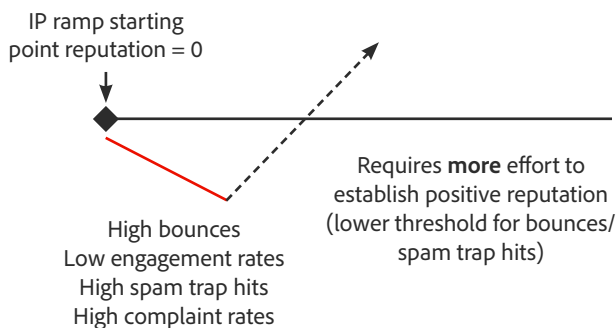 IP ramp starting
point reputation = 0
Requires more effort to
establish positive reputation
(lower threshold for bounces/
spam trap hits)
High bounces
Low engagement rates
High spam trap hits
High complaint rates